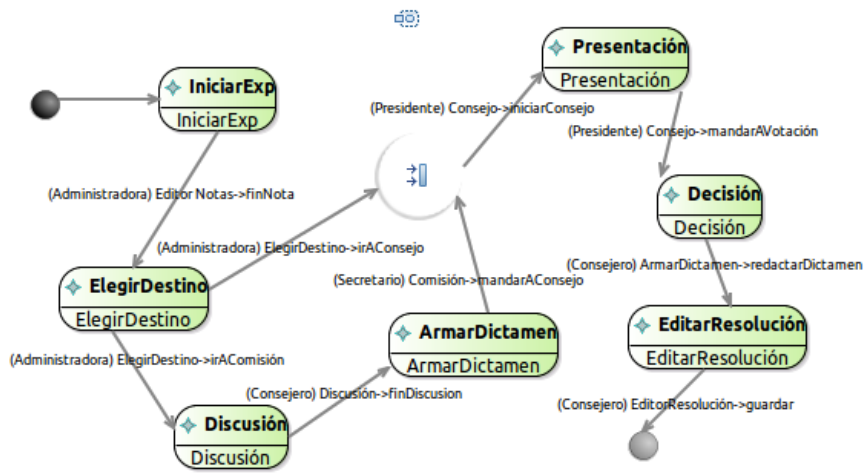 Presentación
Presentación
IniciarExp
IniciarExp
(Presidente) Consejo->iniciarConsejo
(Presidente) Consejo->mandarAVotación
(Administradora) Editor Notas->finNota
Decisión
Decisión
(Administradora) ElegirDestino->irAConsejo
(Consejero) ArmarDictamen->redactarDictamen
(Secretario) Comisión->mandarAConsejo
ElegirDestino
ElegirDestino
ArmarDictamen
ArmarDictamen
EditarResolución
EditarResolución
(Administradora) ElegirDestino->irAComisión
(Consejero) Discusión->finDiscusion
(Consejero) EditorResolución->guardar
Discusión
Discusión